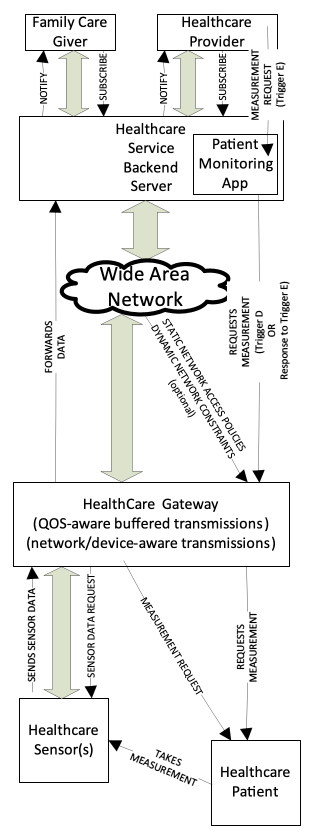 Family Care
Giver
Healthcare
Provider
NOTIFY
SUBSCRIBE
NOTIFY
SUBSCRIBE
MEASUREMENT
REQUEST
(Trigger E)
Healthcare
Service
Backend
Server
Patient
Monitoring
App
Wide Area
Network
FORWARDS
DATA
STATIC NETWORK ACCESS POLICIES
DYNAMIC NETWORK CONSTRAINTS
(optional)
REQUESTS
MEASUREMENT
(Trigger D
OR
Response to Trigger E)
HealthCare Gateway
(QOS-aware buffered transmissions)
(network/device-aware transmissions)
SENDS SENSOR DATA
SENSOR DATA REQUEST
MEASUREMENT REQUEST
REQUESTS
MEASUREMENT
Healthcare
Sensor(s)
TAKES
MEASUREMENT
Healthcare
Patient